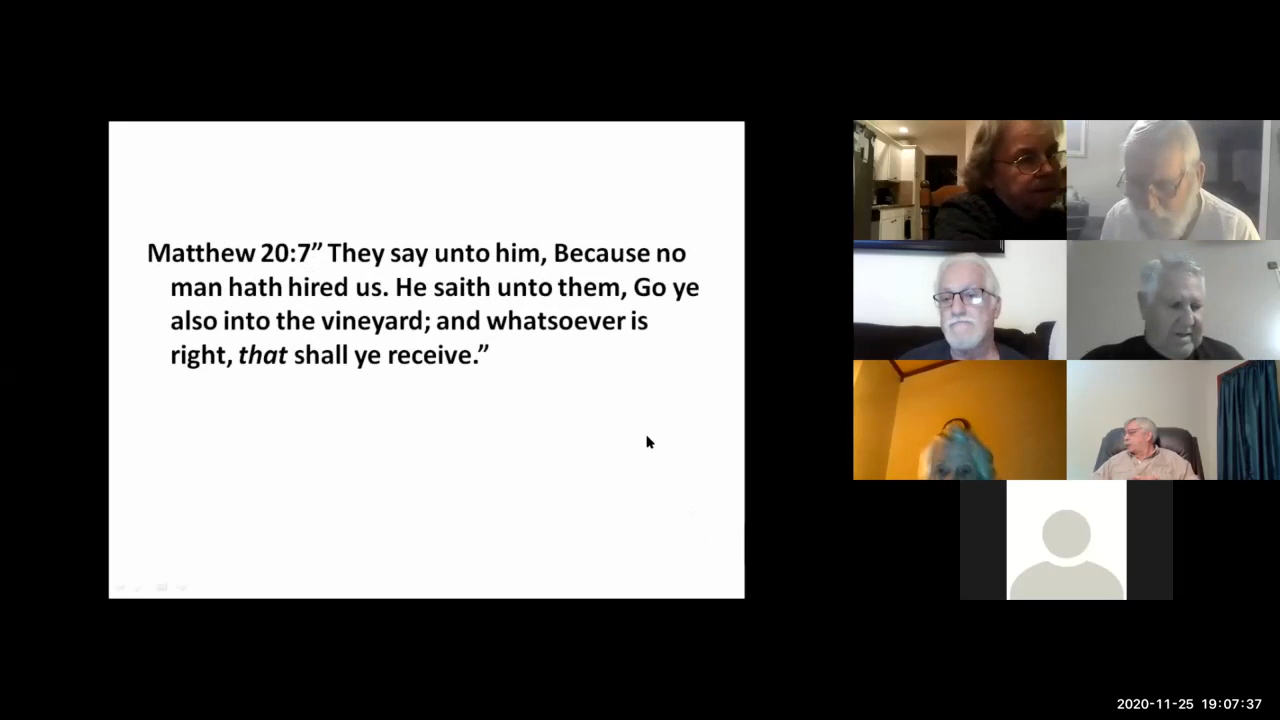 Matthew 20:7” They say unto him, Because no
man hath hired us. He saith unto them, Go ye
also into the vineyard; and whatsoever is
right, that shall ye receive.”
2020-11-25 19:07:37